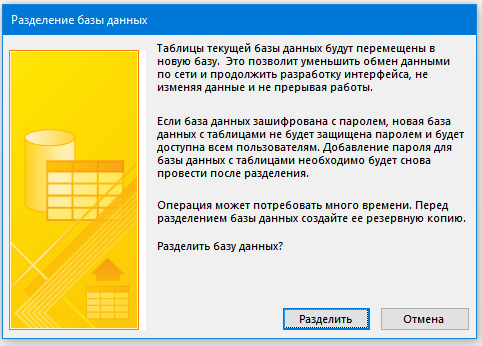 Разделение базы данных
Таблицы текущей базы данных будут перемещены в
новую базу.  Это позволит уменьшить обмен данными
по сети и продолжить разработку интерфейса, не
изменяя данные и не прерывая работы.
Если база данных зашифрована с паролем, новая база
данных с таблицами не будет защищена паролем и будет
доступна всем пользователям. Добавление пароля для
базы данных с таблицами необходимо будет снова
провести после разделения.
Операция может потребовать много времени. Перед
разделением базы данных создайте ее резервную копию.
Разделить базу данных?
Разделить
Отмена